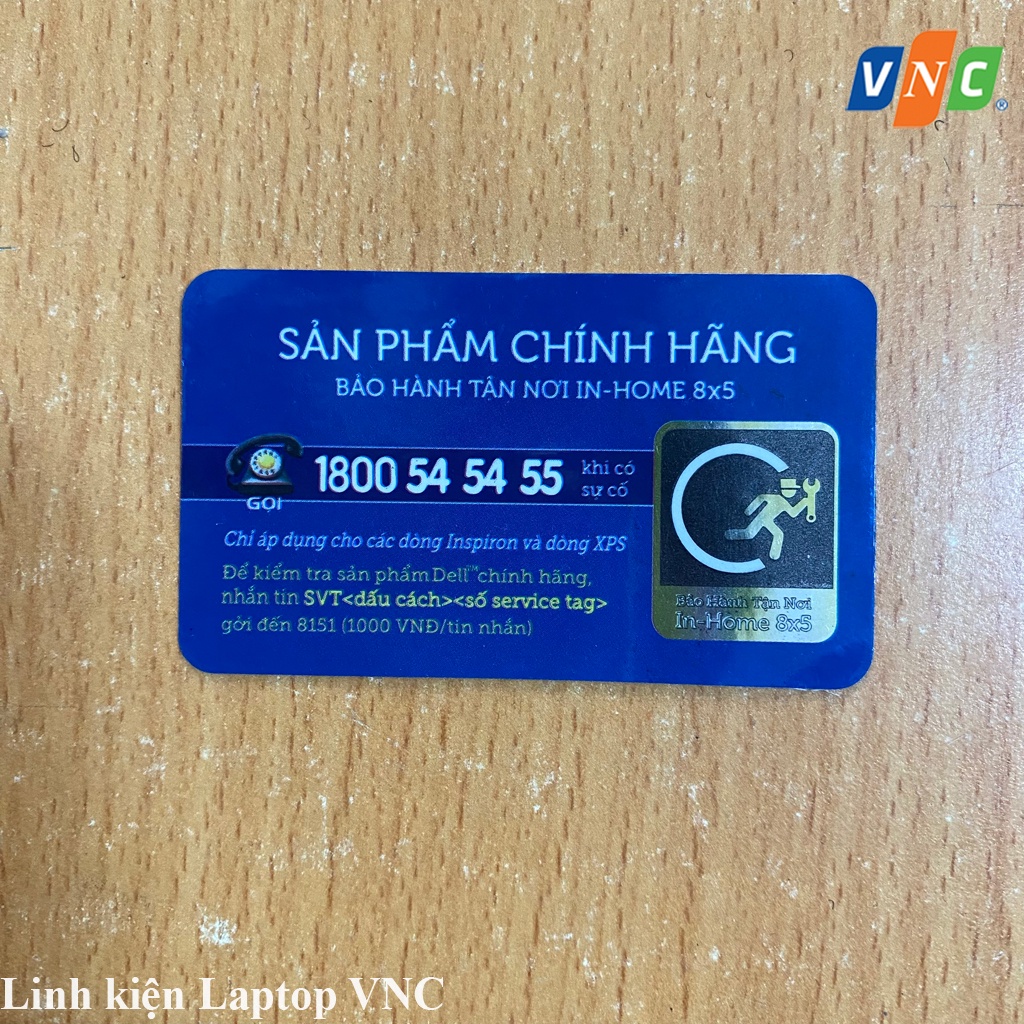 VNC®
SẢN PHẨM CHÍNH HÃNG
BẢO HÀNH TẬN NƠI IN-HOME 8x5
GỌI
1800 54 54 55
khi có
sự cố
Chỉ áp dụng cho các dòng Inspiron và dòng XPS
Để kiểm tra sản phẩm Dell™ chính hãng,
nhắn tin SVT<dấu cách><số service tag>
gởi đến 8151 (1000 VNĐ/tin nhắn)
Bảo Hành Tận Nơi
In-Home 8x5
Linh kiện Laptop VNC